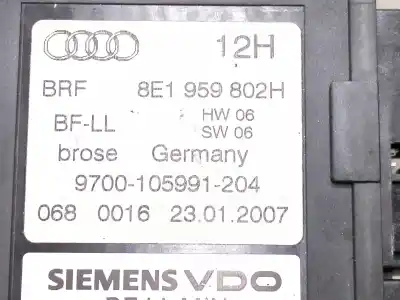 12H
BRF 8E1 959 802H
BF-LL HW 06
SW 06
brose Germany
9700-105991-204
068 0016 23.01.2007
SIEMENS VDO